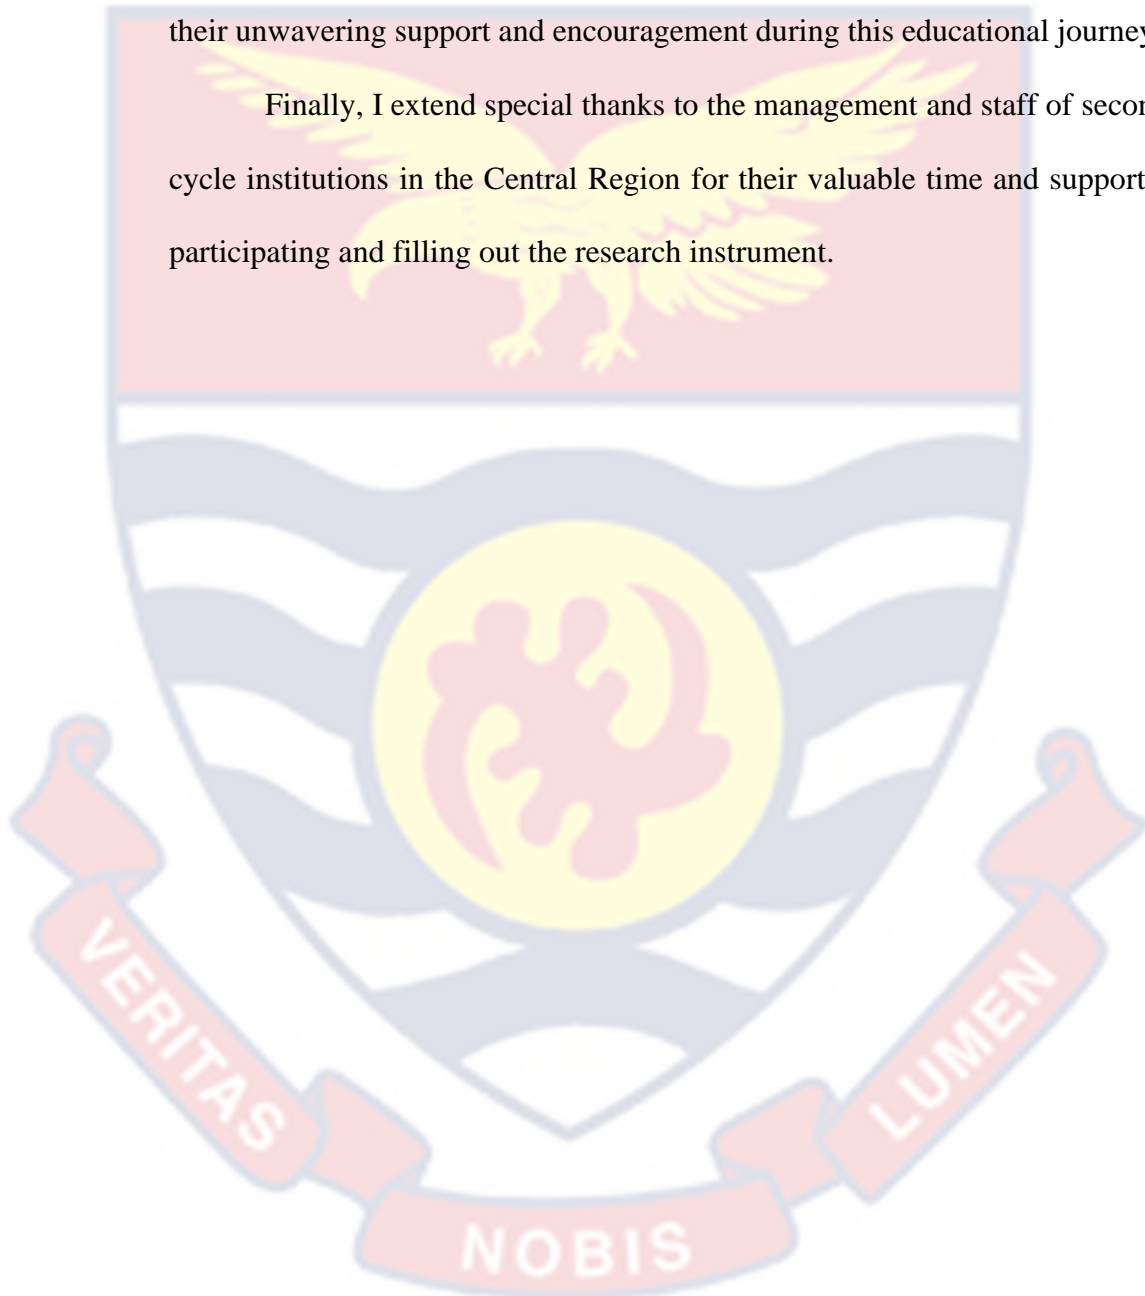 their unwavering support and encouragement during this educational journey
Finally, I extend special thanks to the management and staff of secon
cycle institutions in the Central Region for their valuable time and support
participating and filling out the research instrument.
VERITAS
NOBIS
LUMEN